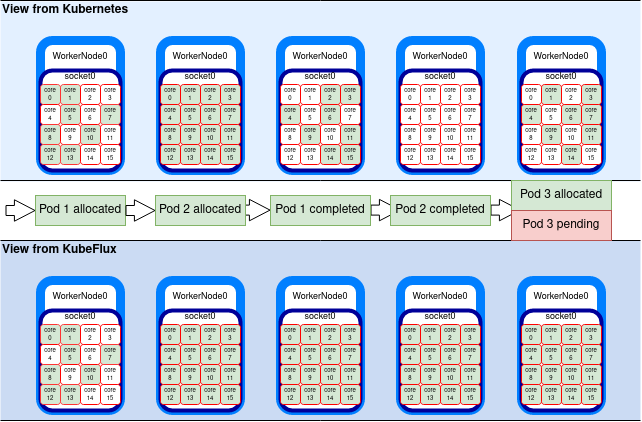 View from Kubernetes
WorkerNode0
socket0
core core core core
0 1 2 3
core core core core
4 5 6 7
core core core core
8 9 10 11
core core core core
12 13 14 15
WorkerNode0
socket0
core core core core
0 1 2 3
core core core core
4 5 6 7
core core core core
8 9 10 11
core core core core
12 13 14 15
WorkerNode0
socket0
core core core core
0 1 2 3
core core core core
4 5 6 7
core core core core
8 9 10 11
core core core core
12 13 14 15
WorkerNode0
socket0
core core core core
0 1 2 3
core core core core
4 5 6 7
core core core core
8 9 10 11
core core core core
12 13 14 15
WorkerNode0
socket0
core core core core
0 1 2 3
core core core core
4 5 6 7
core core core core
8 9 10 11
core core core core
12 13 14 15
Pod 1 allocated
Pod 2 allocated
Pod 1 completed
Pod 2 completed
Pod 3 allocated
Pod 3 pending
View from KubeFlux
WorkerNode0
socket0
core core core core
0 1 2 3
core core core core
4 5 6 7
core core core core
8 9 10 11
core core core core
12 13 14 15
WorkerNode0
socket0
core core core core
0 1 2 3
core core core core
4 5 6 7
core core core core
8 9 10 11
core core core core
12 13 14 15
WorkerNode0
socket0
core core core core
0 1 2 3
core core core core
4 5 6 7
core core core core
8 9 10 11
core core core core
12 13 14 15
WorkerNode0
socket0
core core core core
0 1 2 3
core core core core
4 5 6 7
core core core core
8 9 10 11
core core core core
12 13 14 15
WorkerNode0
socket0
core core core core
0 1 2 3
core core core core
4 5 6 7
core core core core
8 9 10 11
core core core core
12 13 14 15